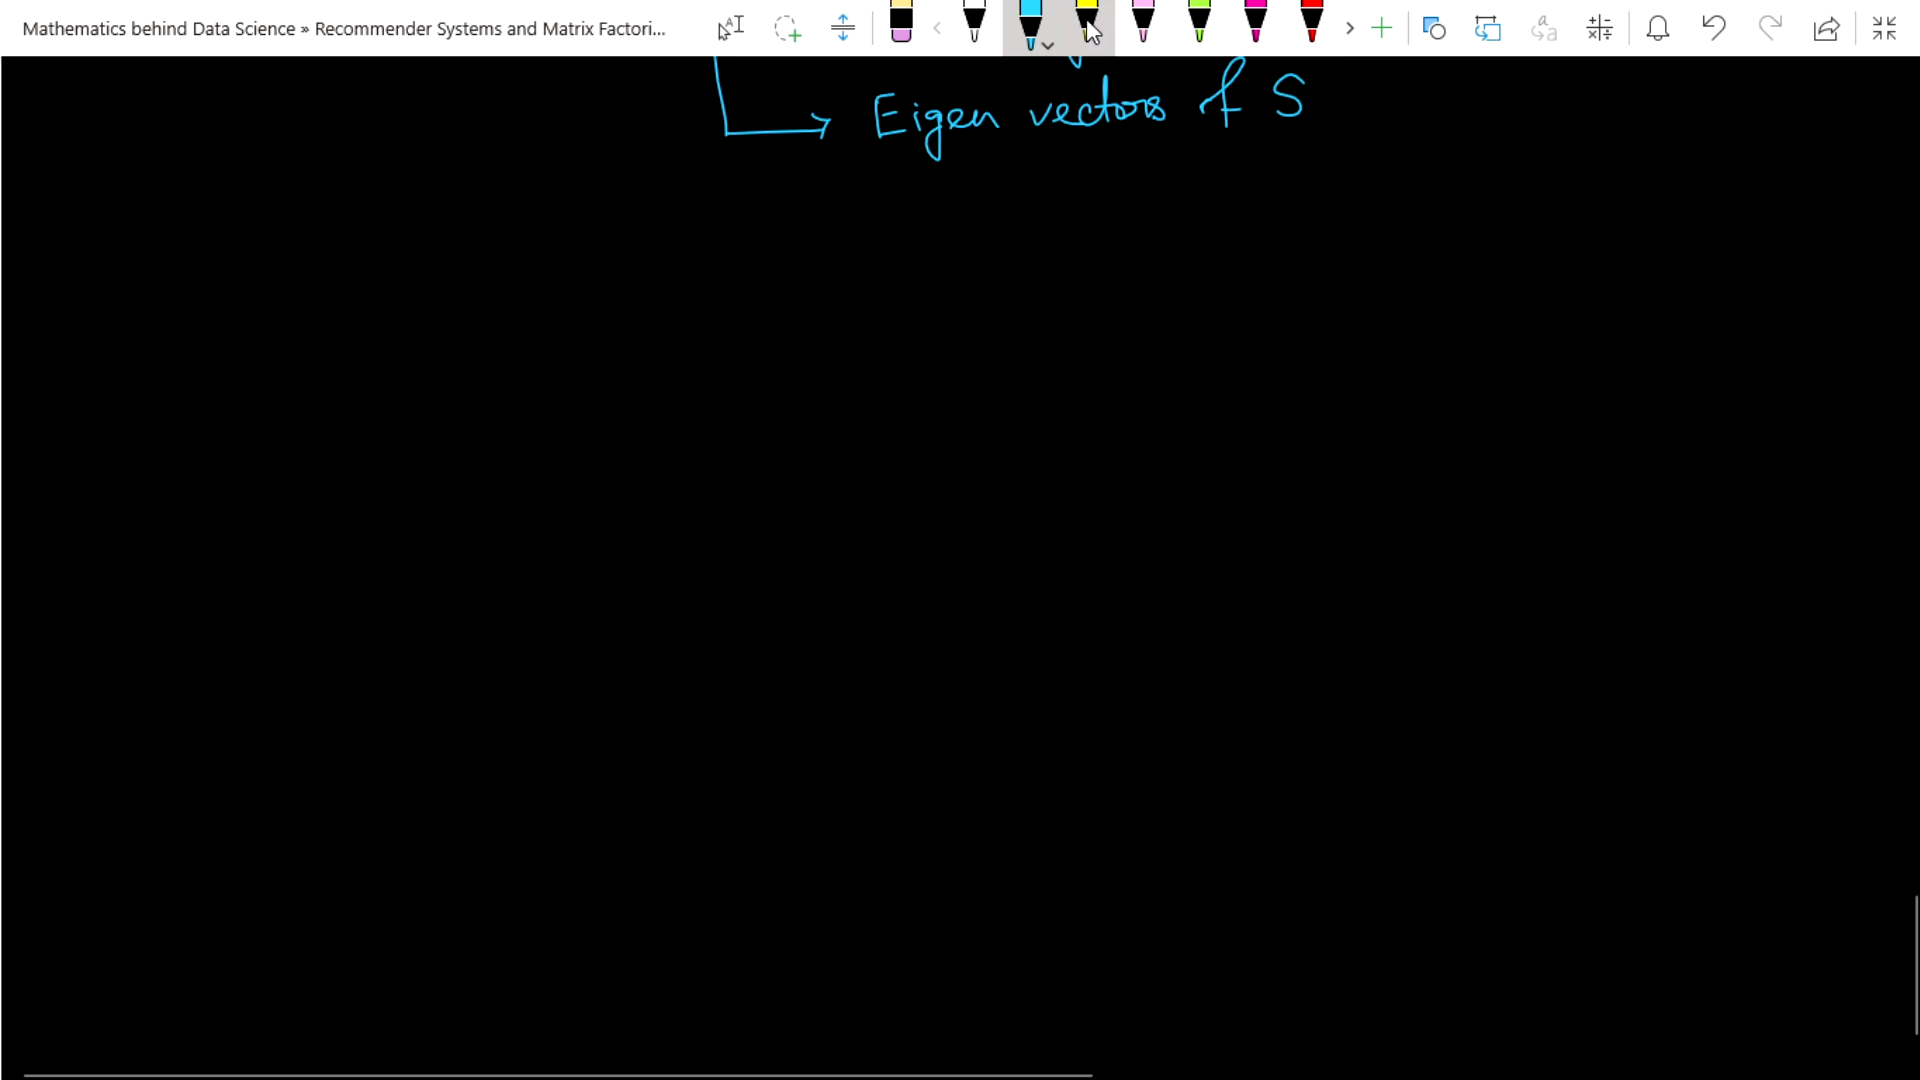 Mathematics behind Data Science » Recommender Systems and Matrix Factori...
Eigen vectors of S